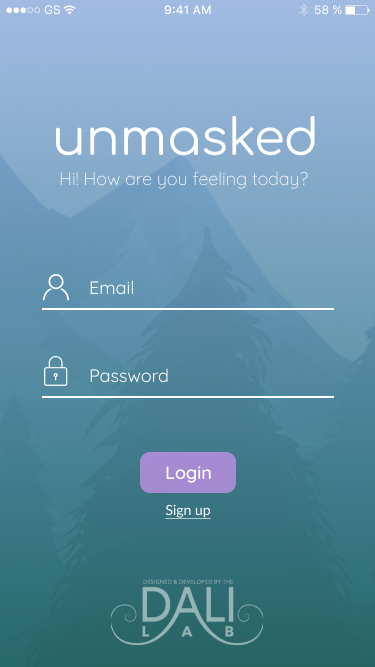 GS 9:41 AM 58 %
unmasked
Hi! How are you feeling today?
Email
Password
Login
Sign up
DESIGNED & DEVELOPED BY THE
DALI
LAB